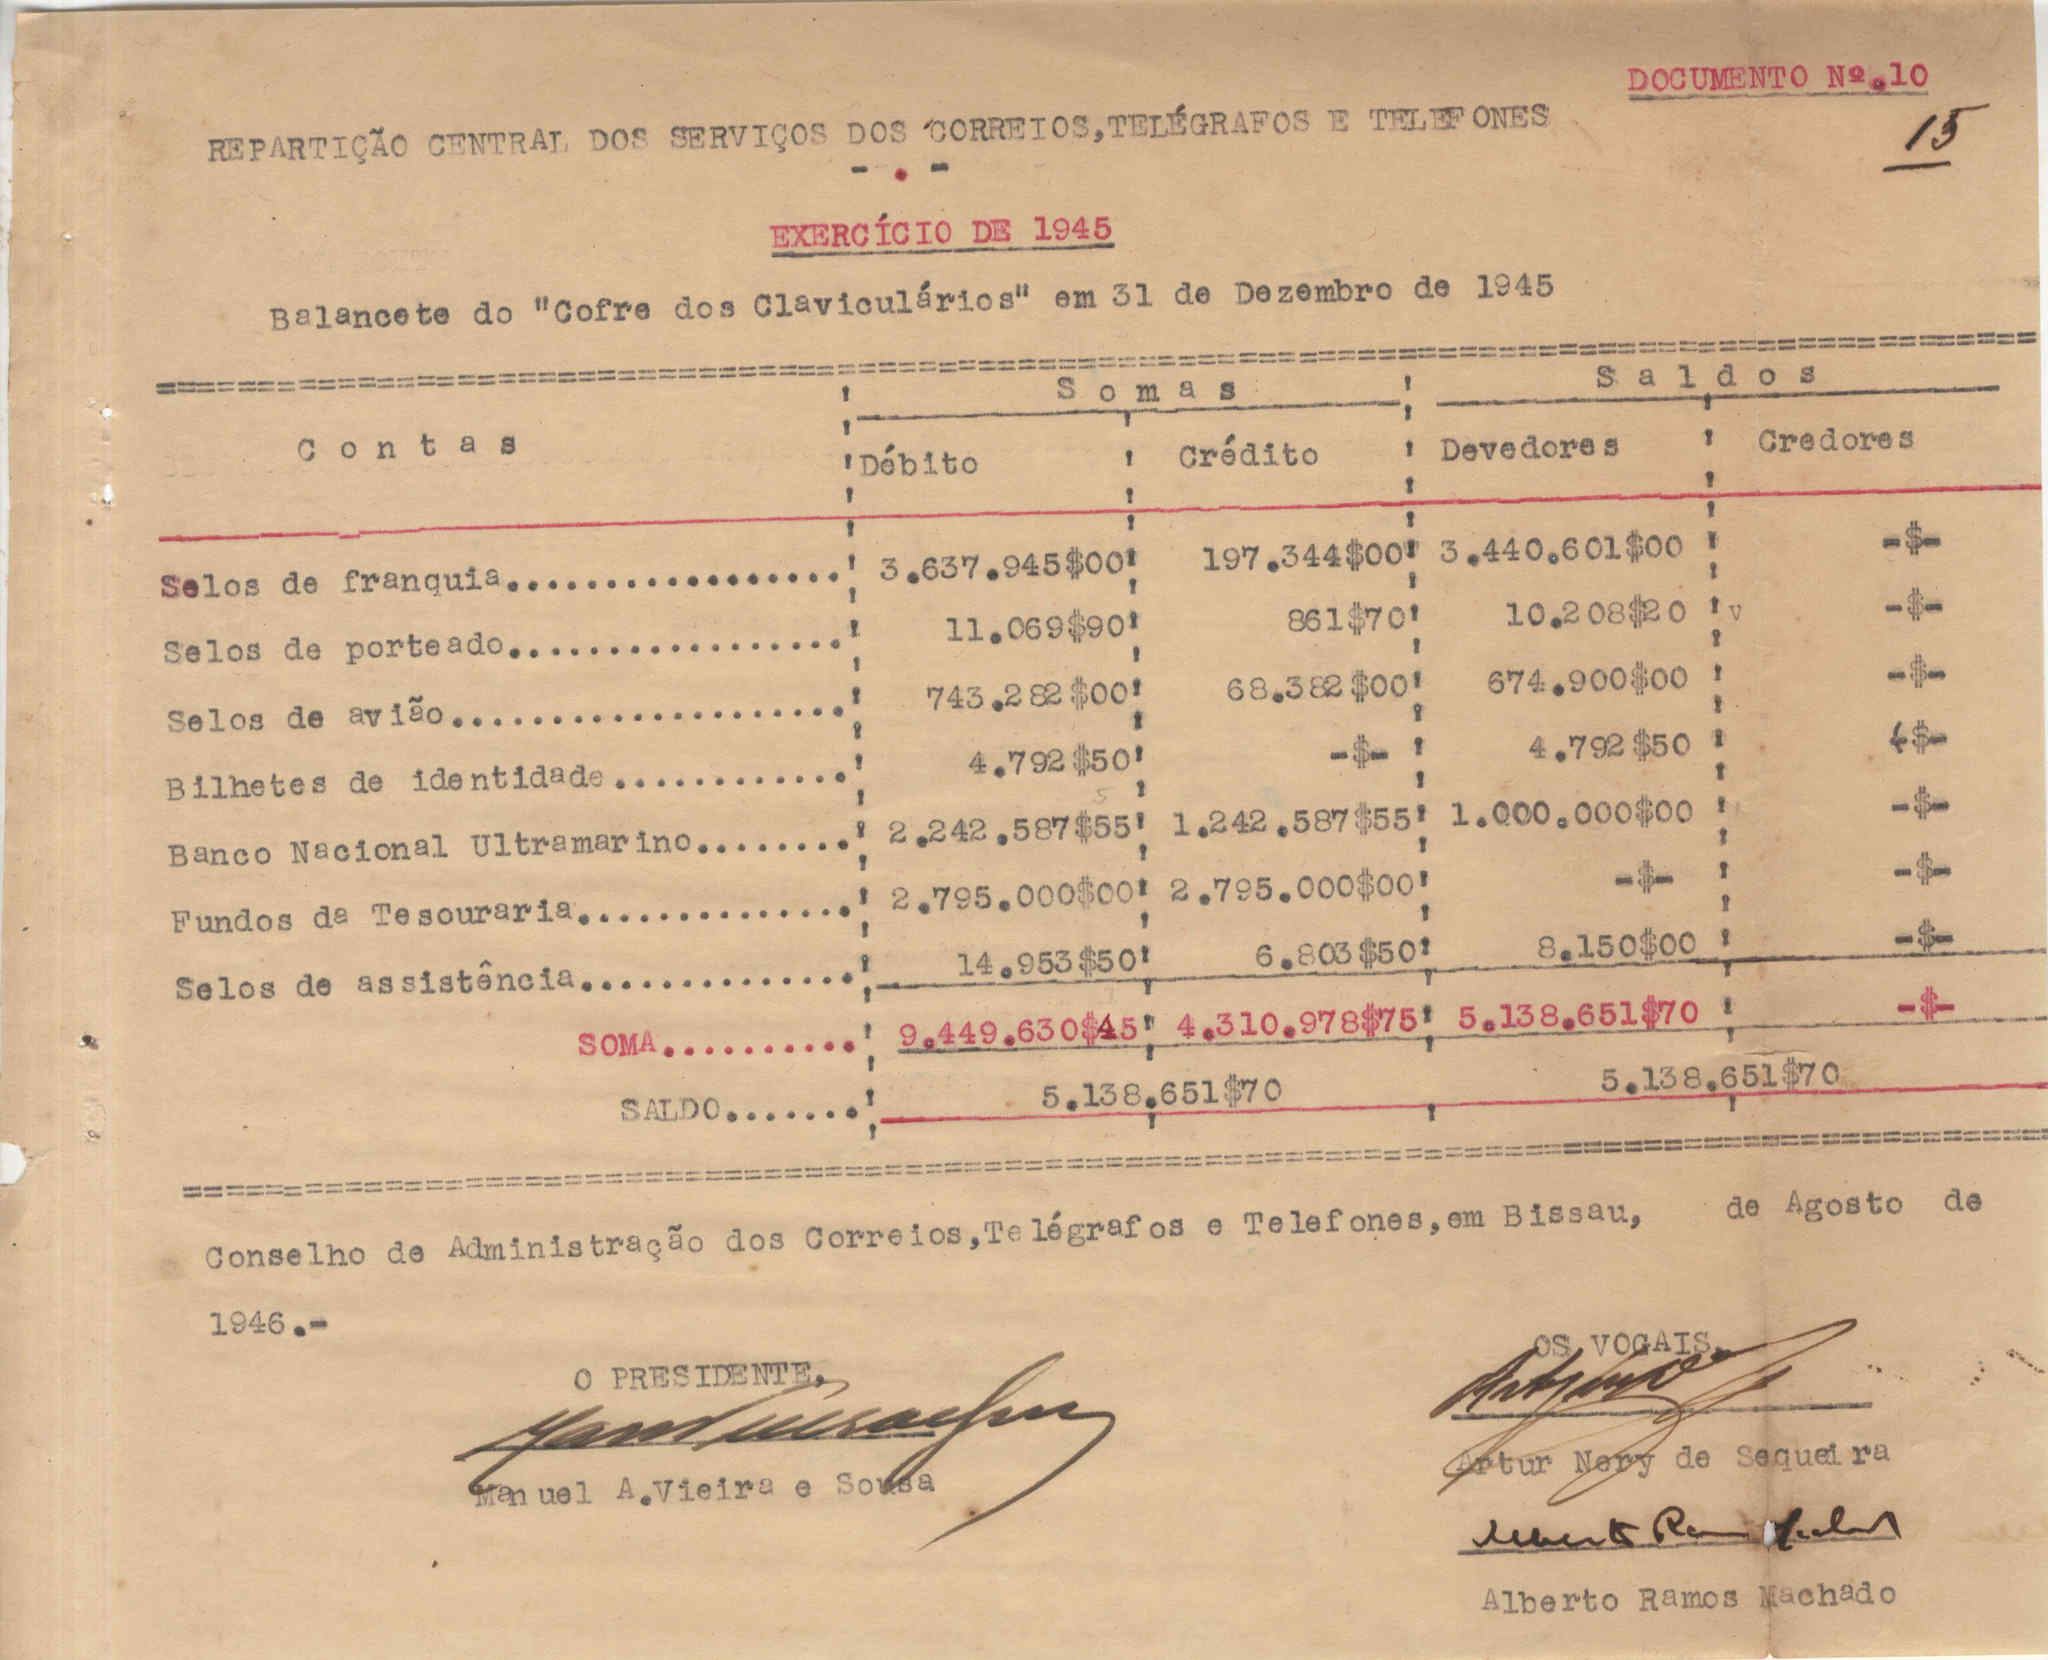 DOCUMENTO Nº.10
15
REPARTIÇÃO CENTRAL DOS SERVIÇOS DOS CORREIOS,TELÉGRAFOS E TELEFONES
- . -
EXERCÍCIO DE 1945
Balancete do "Cofre dos Claviculários" em 31 de Dezembro de 1945
Contas Somas Saldos
Débito Crédito Devedores Credores
Selos de franquia................. 3.637.945$00 197.344$00 3.440.601$00 -$-
Selos de porteado................. 11.069$90 861$70 10.208$20 v -$-
Selos de avião.................... 743.282$00 68.382$00 674.900$00 -$-
Bilhetes de identidade............ 4.792$50 -$- 4.792$50 -$-
Banco Nacional Ultramarino........ 2.242.587$55 1.242.587$55 1.000.000$00 -$-
Fundos da Tesouraria.............. 2.795.000$00 2.795.000$00 -$- -$-
Selos de assistência.............. 14.953$50 6.803$50 8.150$00 -$-
SOMA.......... 9.449.630$45 4.310.978$75 5.138.651$70 -$-
SALDO....... 5.138.651$70 5.138.651$70
Conselho de Administração dos Correios,Telégrafos e Telefones,em Bissau, de Agosto de
1946.-
O PRESIDENTE,
Manuel A.Vieira e Sousa
OS VOGAIS,
Artur Nery de Sequeira
Alberto Ramos Machado